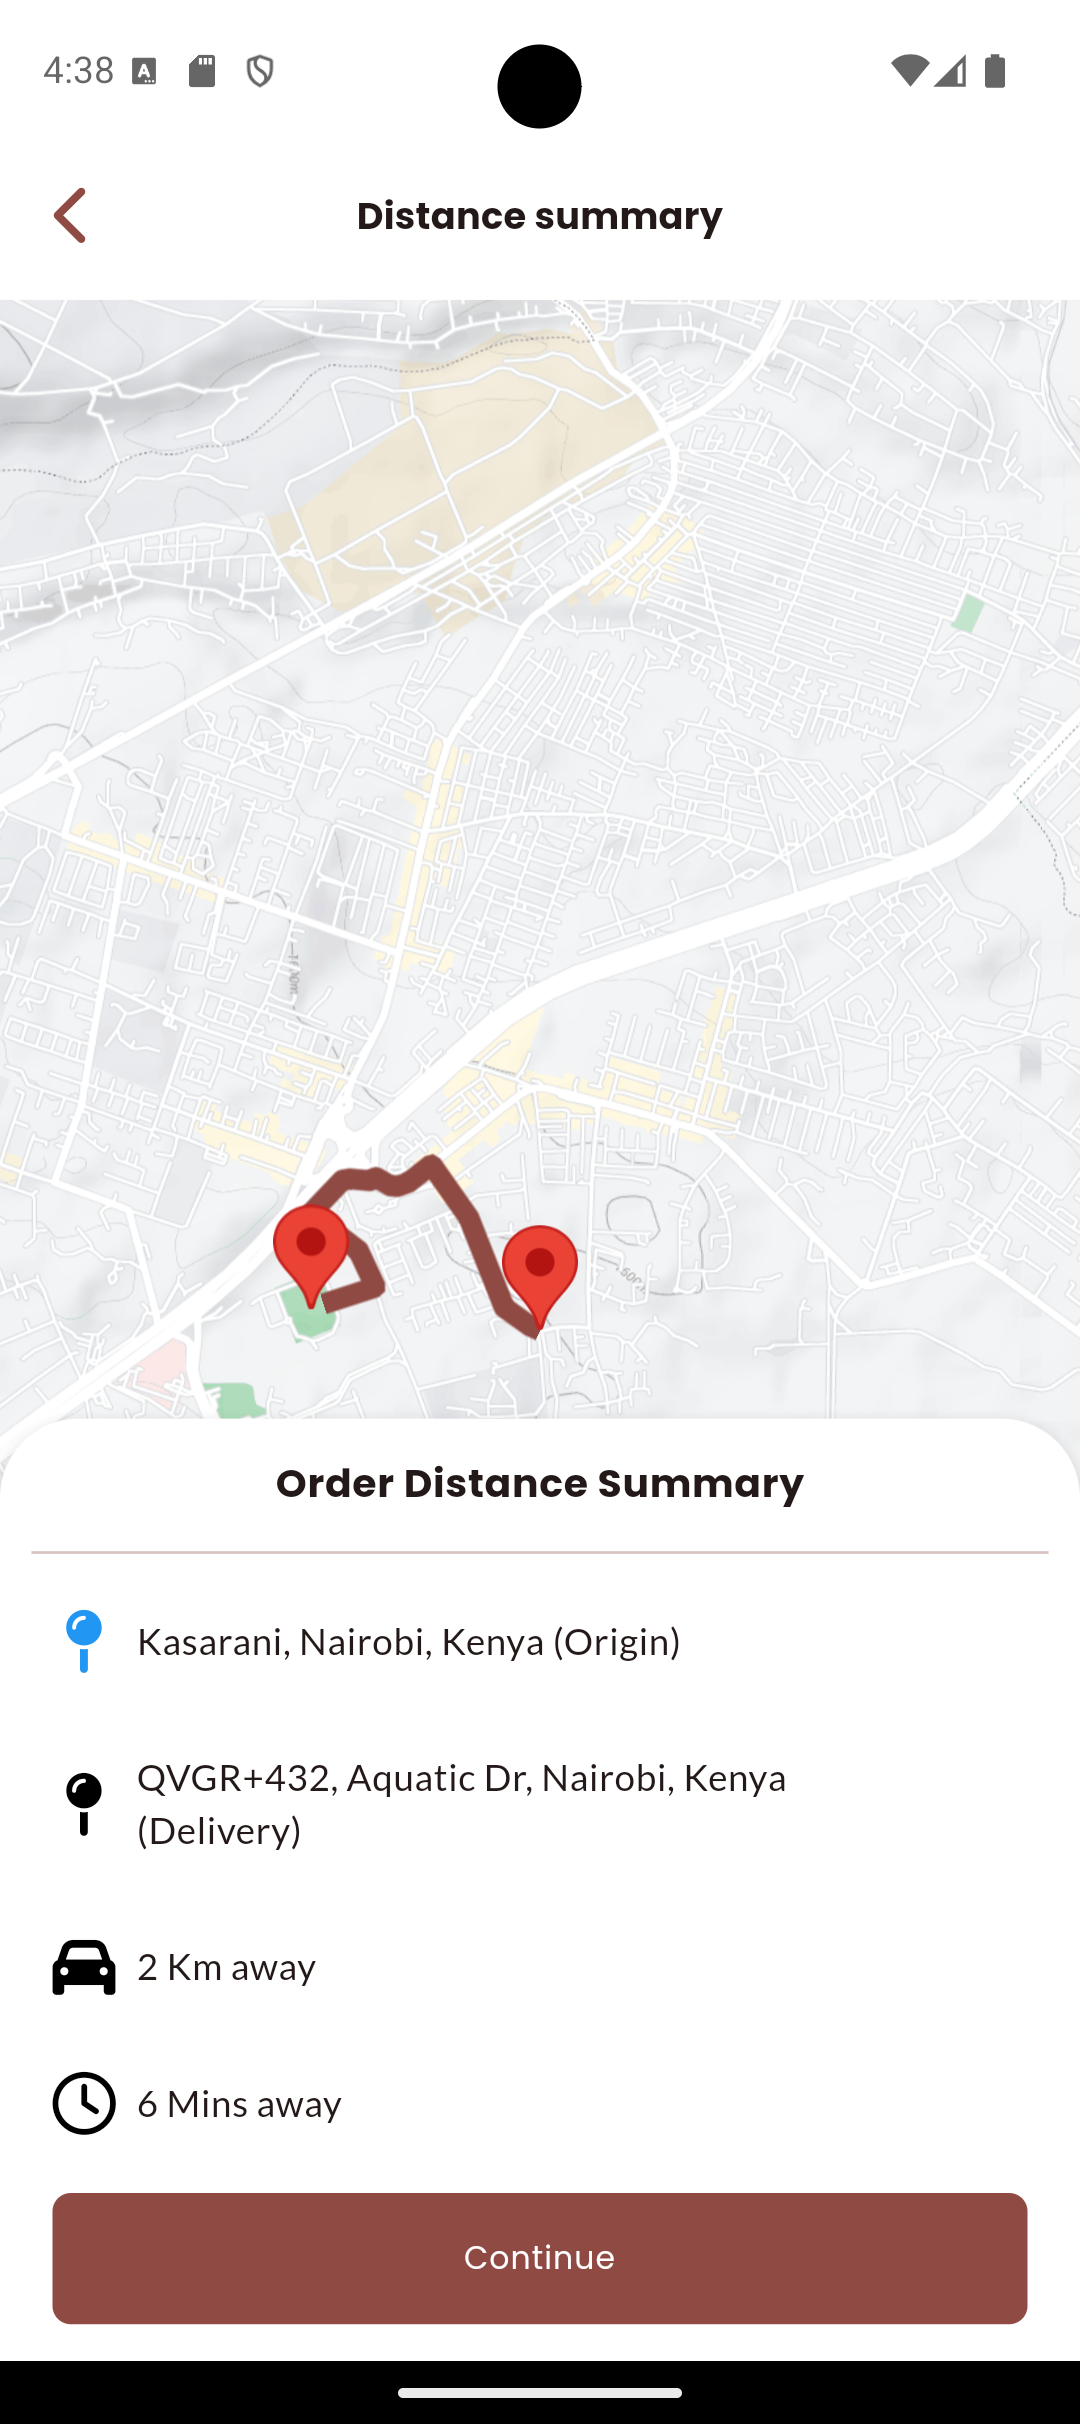 4:38
Distance summary
Order Distance Summary
Kasarani, Nairobi, Kenya (Origin)
QVGR+432, Aquatic Dr, Nairobi, Kenya
(Delivery)
2 Km away
6 Mins away
Continue